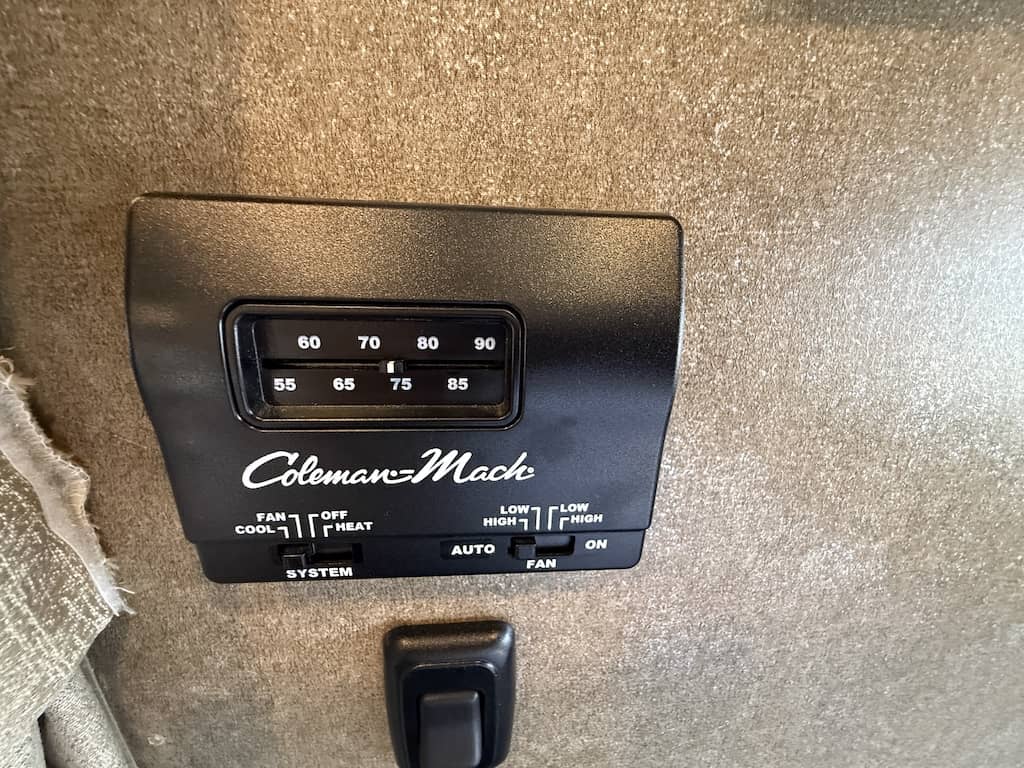 60 70 80 90
55 65 75 85
Coleman-Mach
FAN OFF
COOL HEAT
SYSTEM
LOW LOW
HIGH HIGH
AUTO ON
FAN